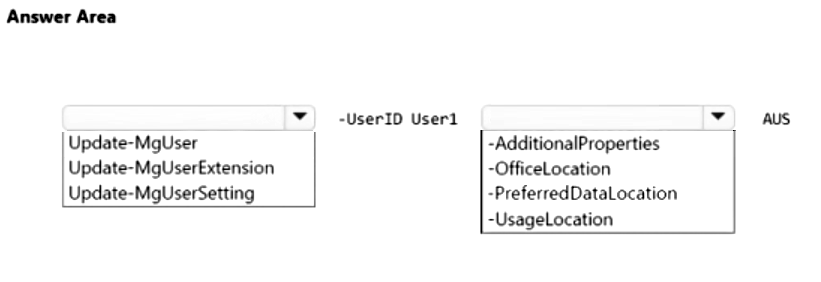 Answer Area
-UserID User1 AUS
Update-MgUser
Update-MgUserExtension
Update-MgUserSetting
-AdditionalProperties
-OfficeLocation
-PreferredDataLocation
-UsageLocation